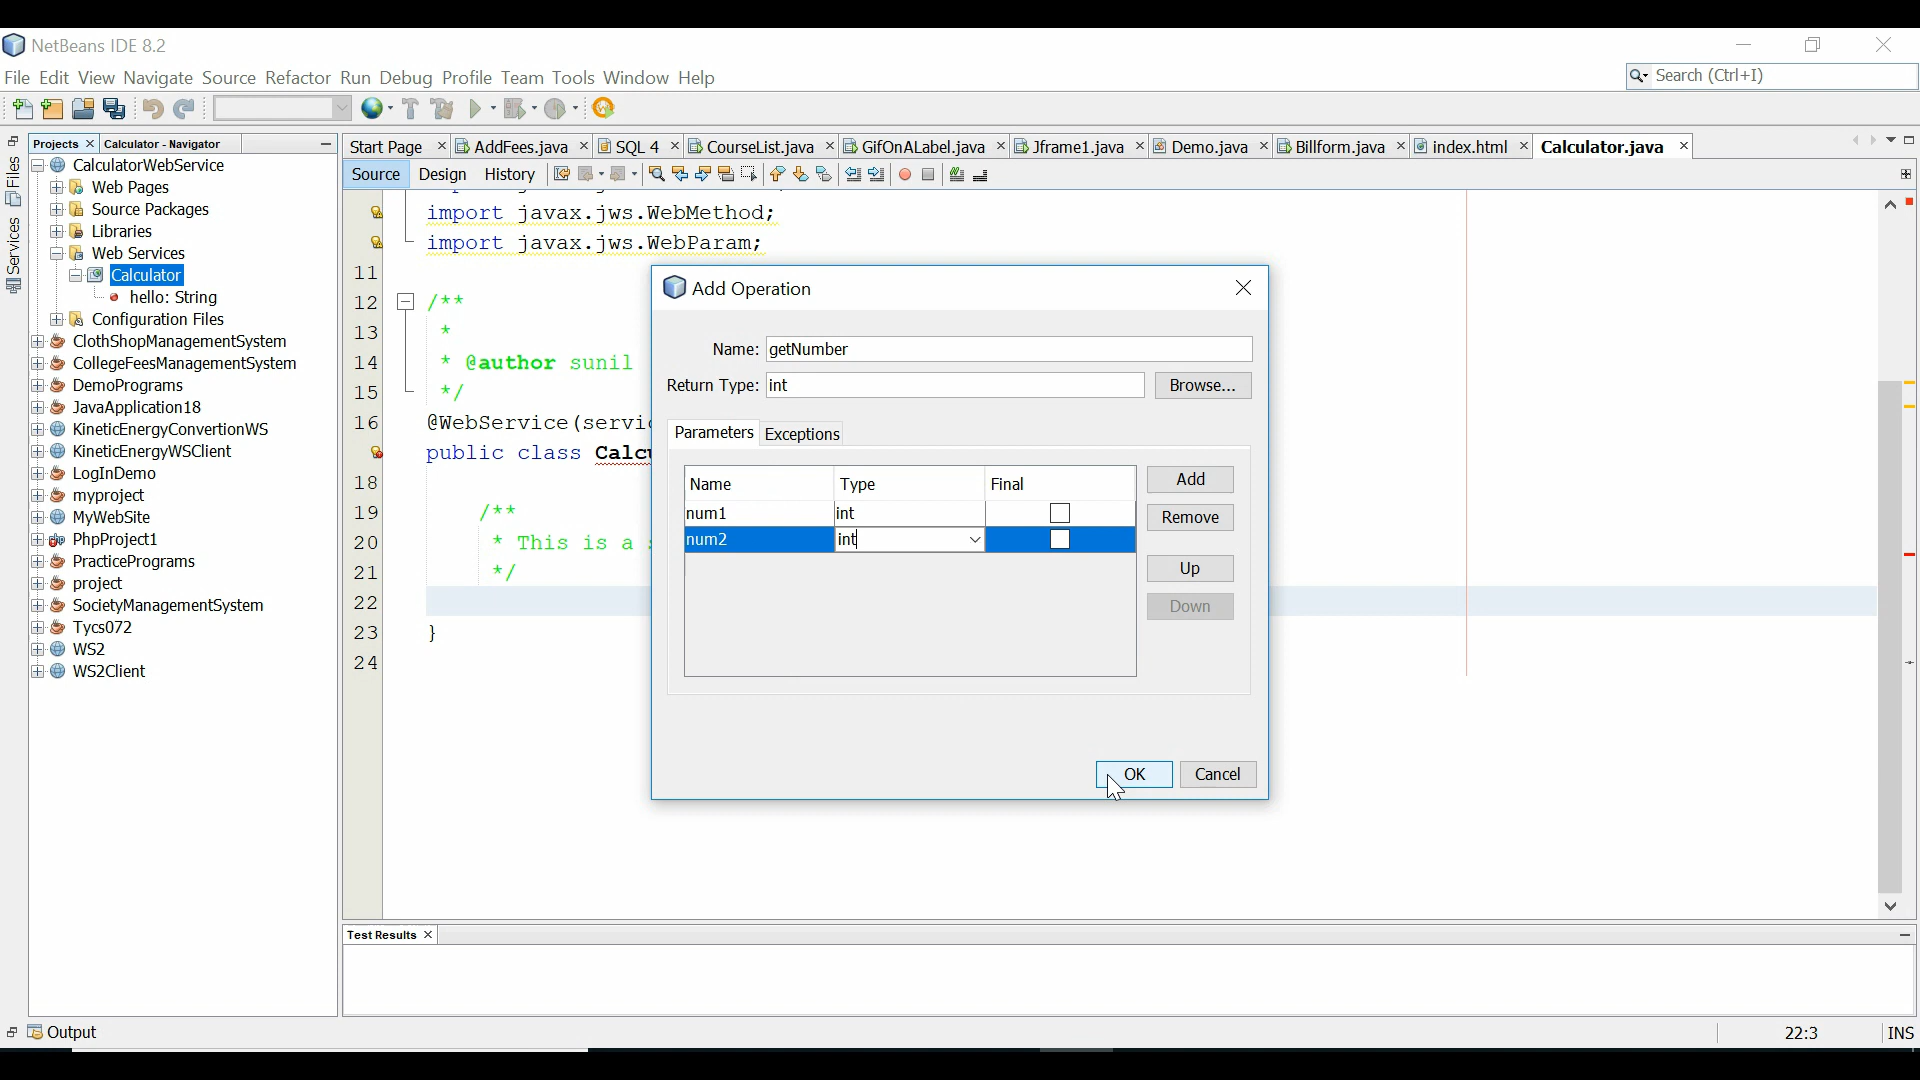 NetBeans IDE 8.2
File Edit View Navigate Source Refactor Run Debug Profile Team Tools Window Help
Search (Ctrl+I)
Files
Services
Projects
Calculator - Navigator
CalculatorWebService
Web Pages
Source Packages
Libraries
Web Services
Calculator
hello: String
Configuration Files
ClothShopManagementSystem
CollegeFeesManagementSystem
DemoPrograms
JavaApplication18
KineticEnergyConvertionWS
KineticEnergyWSClient
LogInDemo
myproject
MyWebSite
PhpProject1
PracticePrograms
project
SocietyManagementSystem
Tycs072
WS2
WS2Client
Start Page AddFees.java SQL 4 CourseList.java GifOnALabel.java Jframe1.java Demo.java Billform.java index.html Calculator.java
Source Design History
import javax.jws.WebMethod;
import javax.jws.WebParam;
11
12 /**
13 *
14 * @author sunil
15 */
16 @WebService(servi
public class Calcu
18
19 /**
20 * This is a
21 */
22
23 }
24
Add Operation
Name: getNumber
Return Type: int Browse...
Parameters Exceptions
Name Type Final
num1 int
num2 int
Add
Remove
Up
Down
OK Cancel
Test Results
Output
22:3 INS